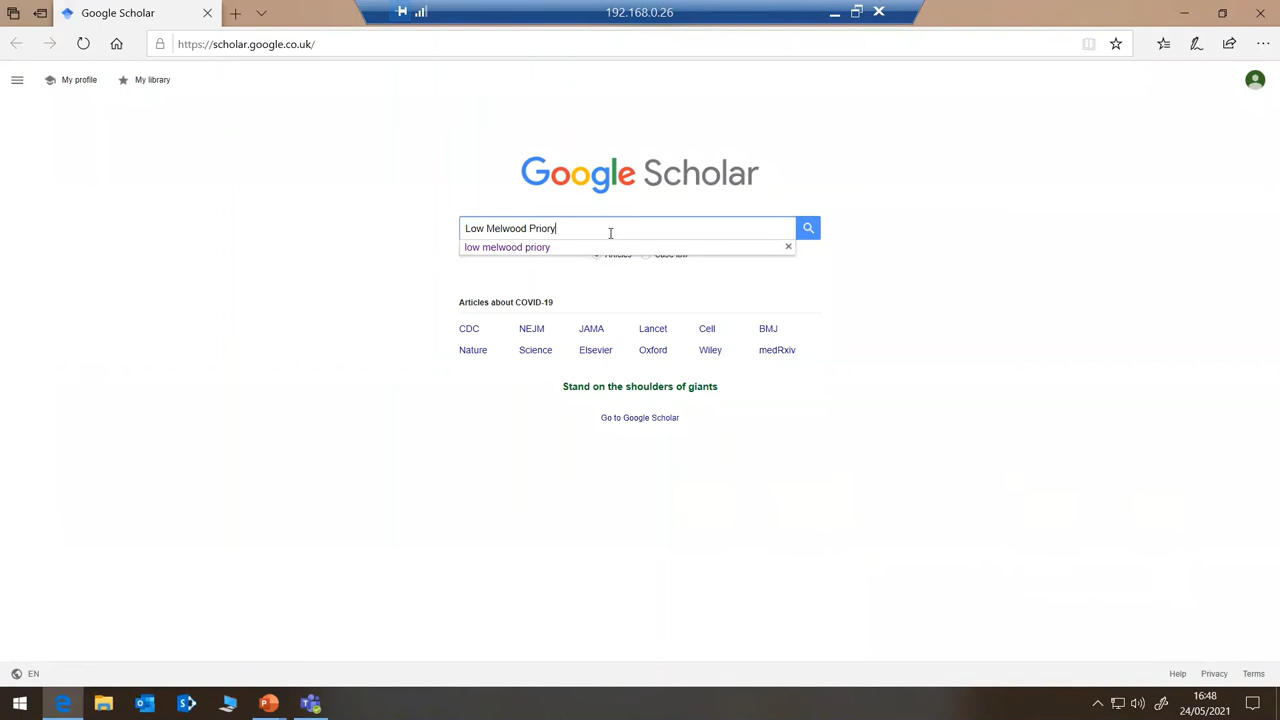 Google Scholar
192.168.0.26
https://scholar.google.co.uk/
My profile
My library
Google Scholar
Low Melwood Priory
low melwood priory
Articles
Case law
Articles about COVID-19
CDC NEJM JAMA Lancet Cell BMJ
Nature Science Elsevier Oxford Wiley medRxiv
Stand on the shoulders of giants
Go to Google Scholar
EN
Help Privacy Terms
16:48
24/05/2021